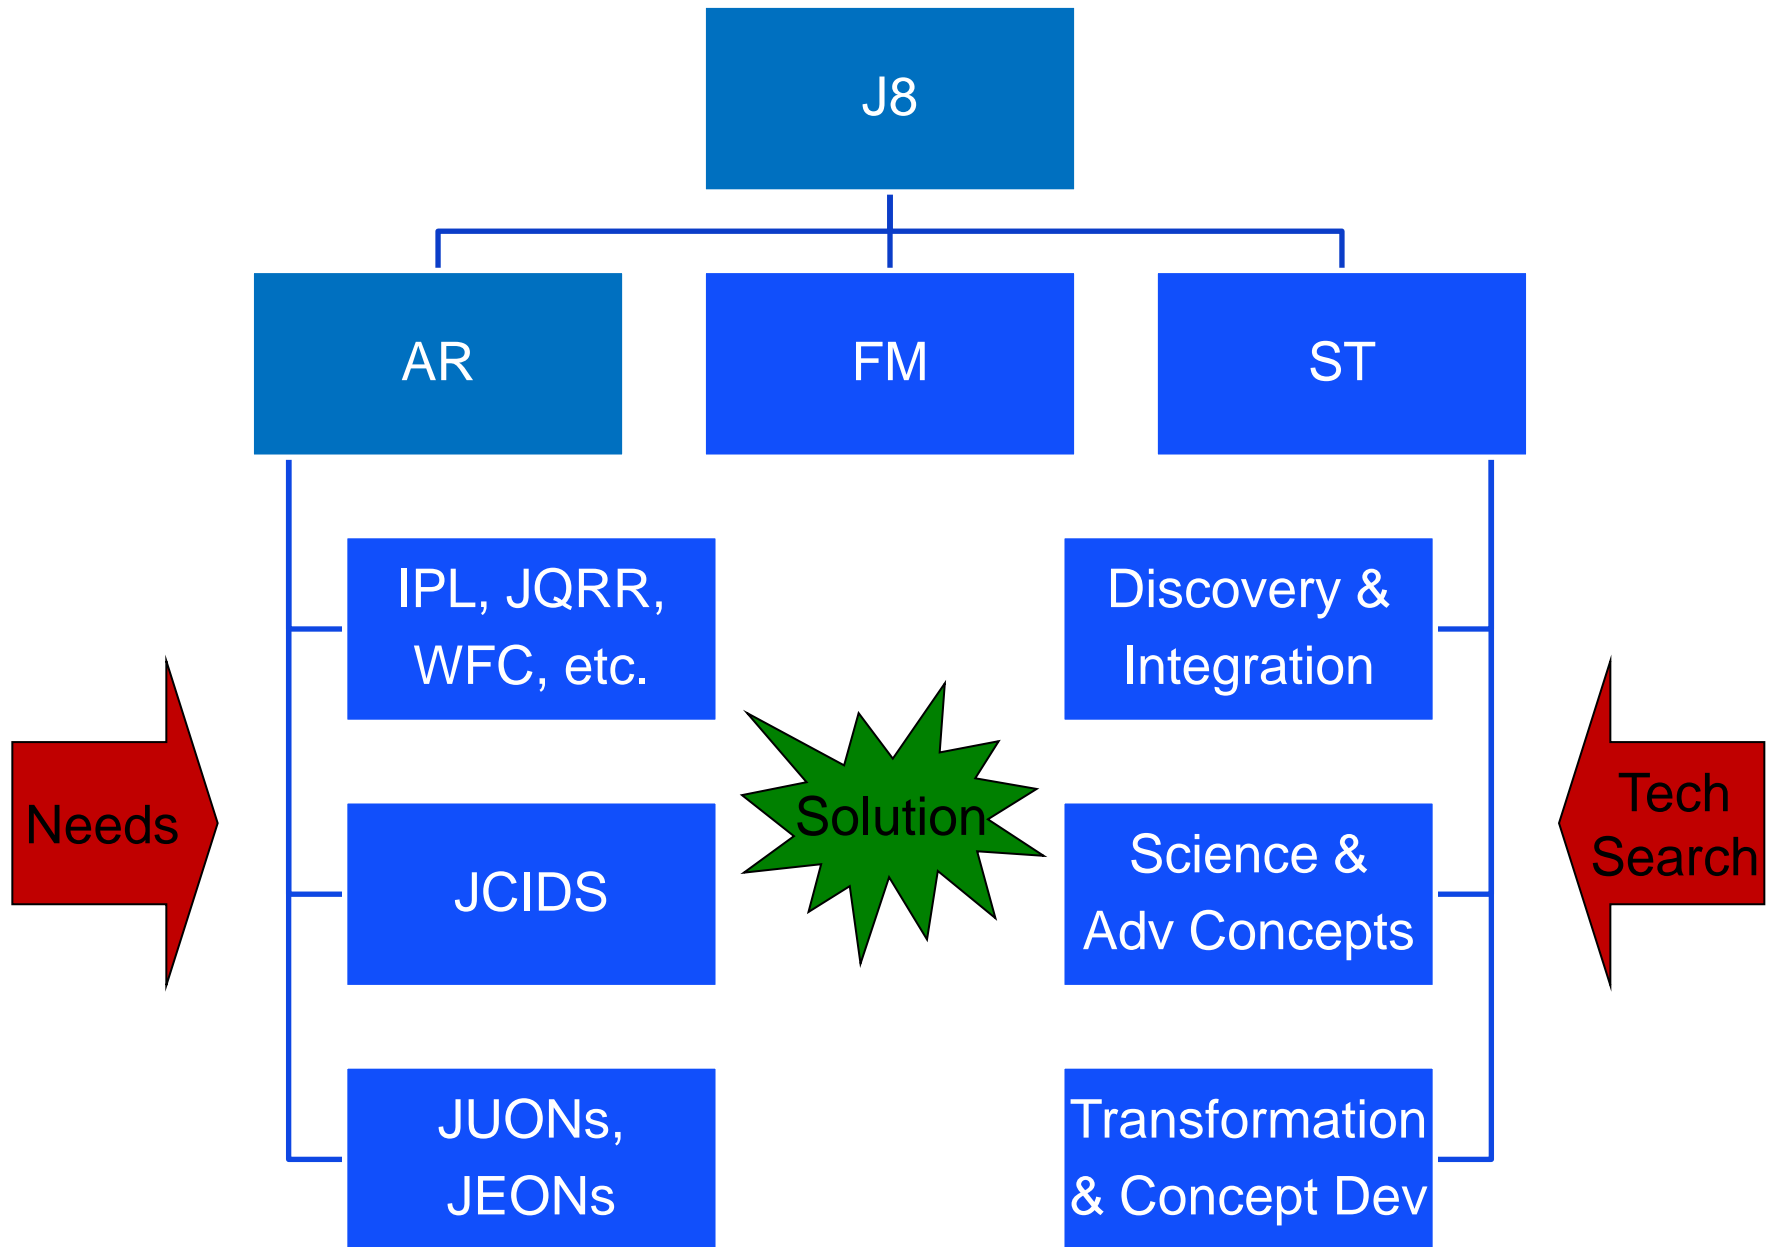 J8
AR
FM
ST
IPL, JQRR,
WFC, etc.
Discovery &
Integration
Needs
JCIDS
Solution
Science &
Adv Concepts
Tech
Search
JUONs,
JEONs
Transformation
& Concept Dev